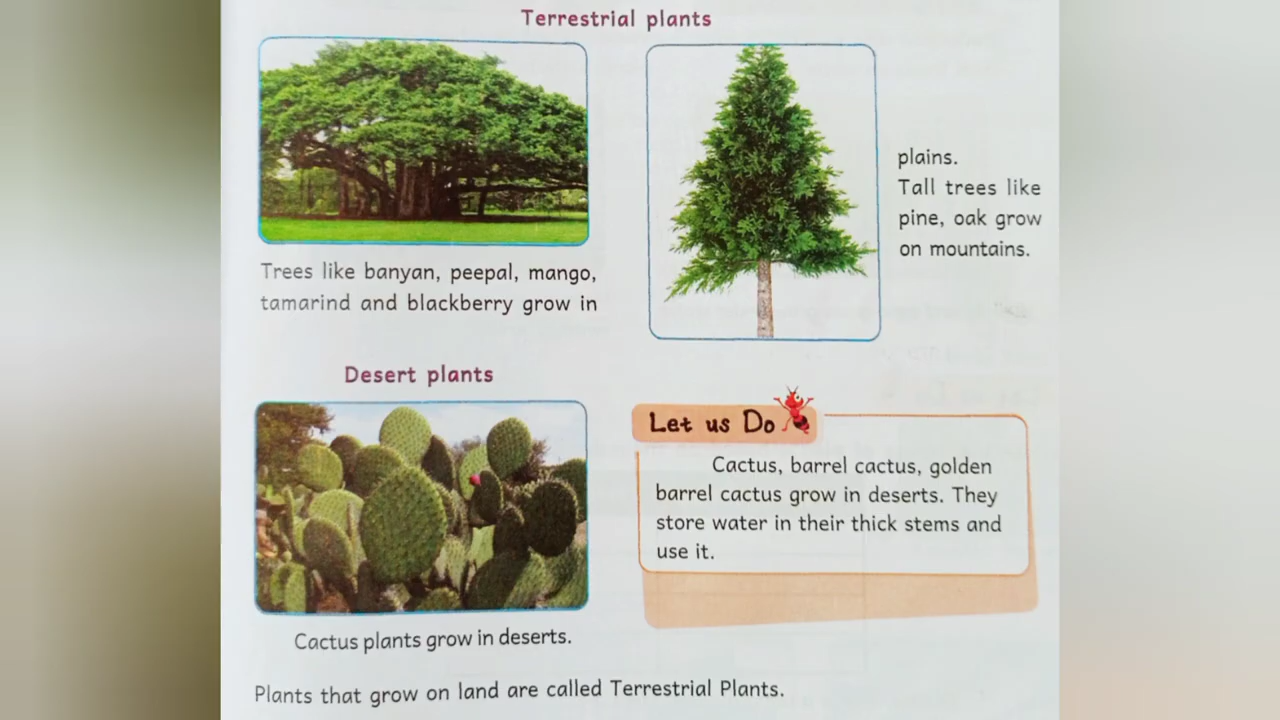 Terrestrial plants
Trees like banyan, peepal, mango,
tamarind and blackberry grow in
plains.
Tall trees like
pine, oak grow
on mountains.
Desert plants
Cactus plants grow in deserts.
Let us Do
Cactus, barrel cactus, golden
barrel cactus grow in deserts. They
store water in their thick stems and
use it.
Plants that grow on land are called Terrestrial Plants.